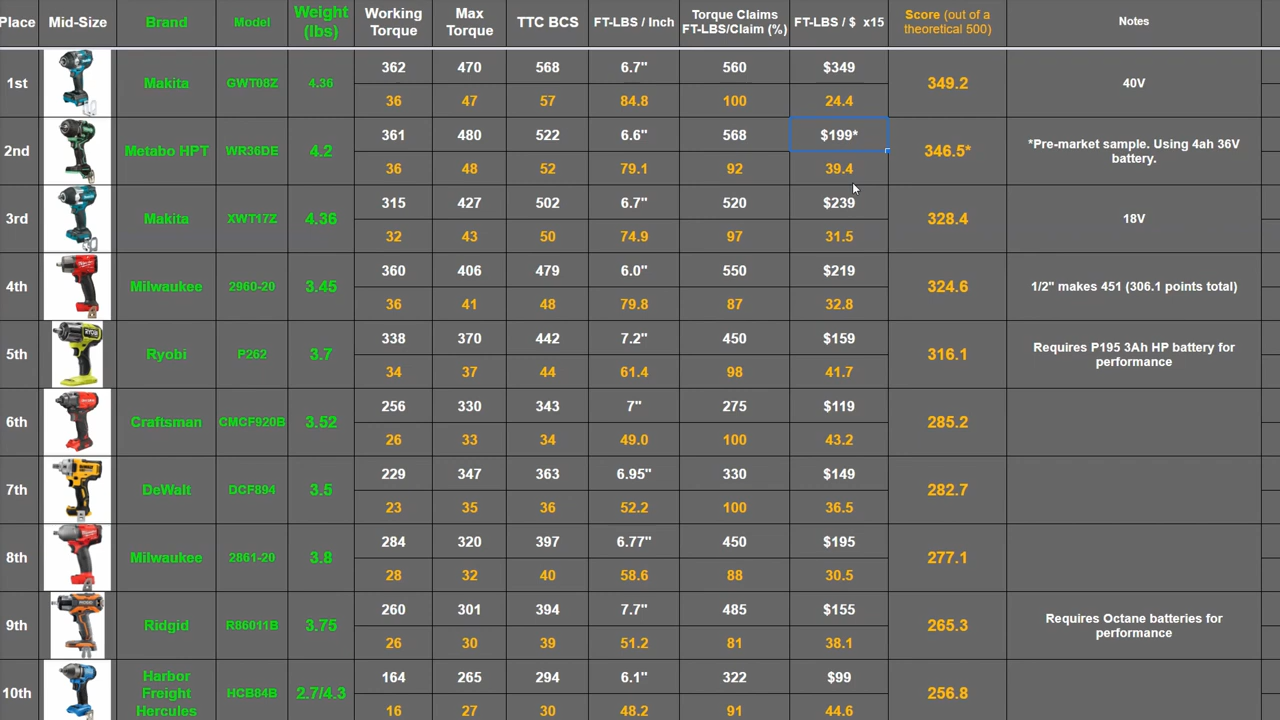 Place Mid-Size Brand Model Weight (lbs) Working Torque Max Torque TTC BCS FT-LBS / Inch Torque Claims FT-LBS/Claim (%) FT-LBS / $ x15 Score (out of a theoretical 500) Notes
1st Makita GWT08Z 4.36 362 470 568 6.7" 560 $349 349.2 40V
36 47 57 84.8 100 24.4
2nd Metabo HPT WR36DE 4.2 361 480 522 6.6" 568 $199* 346.5* *Pre-market sample. Using 4ah 36V battery.
36 48 52 79.1 92 39.4
3rd Makita XWT17Z 4.36 315 427 502 6.7" 520 $239 328.4 18V
32 43 50 74.9 97 31.5
4th Milwaukee 2960-20 3.45 360 406 479 6.0" 550 $219 324.6 1/2" makes 451 (306.1 points total)
36 41 48 79.8 87 32.8
5th Ryobi P262 3.7 338 370 442 7.2" 450 $159 316.1 Requires P195 3Ah HP battery for performance
34 37 44 61.4 98 41.7
6th Craftsman CMCF920B 3.52 256 330 343 7" 275 $119 285.2
26 33 34 49.0 100 43.2
7th DeWalt DCF894 3.5 229 347 363 6.95" 330 $149 282.7
23 35 36 52.2 100 36.5
8th Milwaukee 2861-20 3.8 284 320 397 6.77" 450 $195 277.1
28 32 40 58.6 88 30.5
9th Ridgid R86011B 3.75 260 301 394 7.7" 485 $155 265.3 Requires Octane batteries for performance
26 30 39 51.2 81 38.1
10th Harbor Freight Hercules HCB84B 2.7/4.3 164 265 294 6.1" 322 $99 256.8
16 27 30 48.2 91 44.6